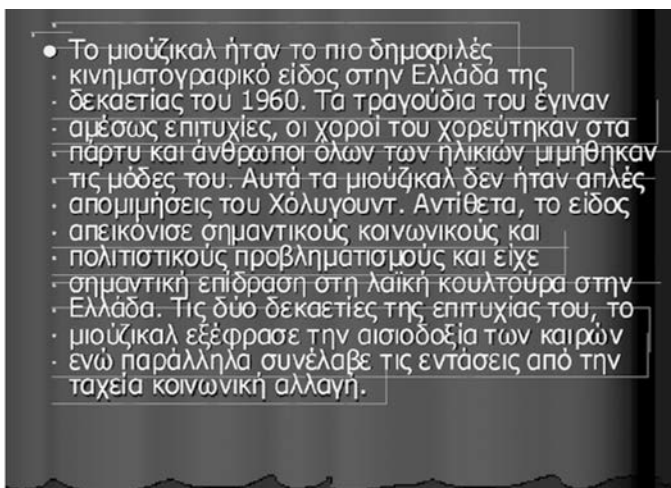 Το μιούζικαλ ήταν το πιο δημοφιλές
κινηματογραφικό είδος στην Ελλάδα της
δεκαετίας του 1960. Τα τραγούδια του έγιναν
αμέσως επιτυχίες, οι χοροί του χορεύτηκαν στα
πάρτυ και άνθρωποι όλων των ηλικιών μιμήθηκαν
τις μόδες του. Αυτά τα μιούζικαλ δεν ήταν απλές
απομιμήσεις του Χόλυγουντ. Αντίθετα, το είδος
απεικόνισε σημαντικούς κοινωνικούς και
πολιτιστικούς προβληματισμούς και είχε
σημαντική επίδραση στη λαϊκή κουλτούρα στην
Ελλάδα. Τις δύο δεκαετίες της επιτυχίας του, το
μιούζικαλ εξέφρασε την αισιοδοξία των καιρών
ενώ παράλληλα συνέλαβε τις εντάσεις από την
ταχεία κοινωνική αλλαγή.